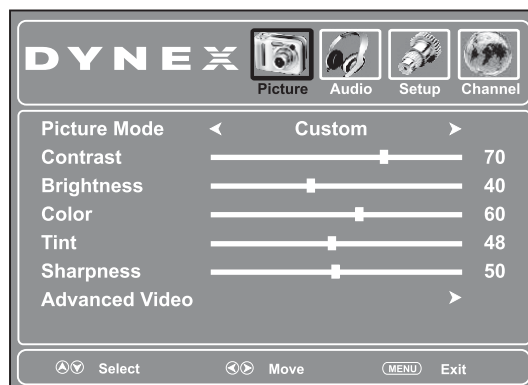 DYNEX
Picture Audio Setup Channel
Picture Mode Custom
Contrast 70
Brightness 40
Color 60
Tint 48
Sharpness 50
Advanced Video
Select Move MENU Exit